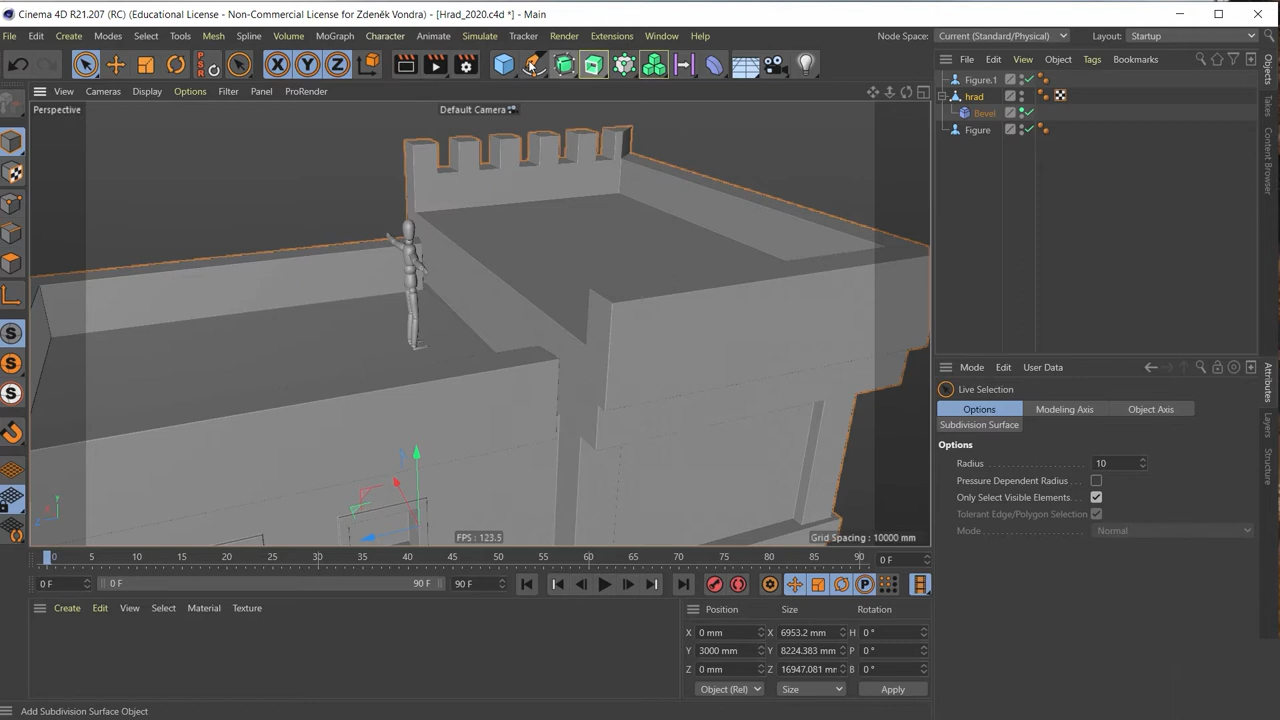 Cinema 4D R21.207 (RC) (Educational License - Non-Commercial License for Zdeněk Vondra) - [Hrad_2020.c4d *] - Main
File Edit Create Modes Select Tools Mesh Spline Volume MoGraph Character Animate Simulate Tracker Render Extensions Window Help Node Space: Current (Standard/Physical) Layout: Startup
PSR X Y Z
File Edit View Object Tags Bookmarks
View Cameras Display Options Filter Panel ProRender
Figure.1
hrad
Bevel
Figure
Perspective Default Camera
Objects
Takes
Content Browser
Mode Edit User Data
Live Selection
Options Modeling Axis Object Axis
Subdivision Surface
Options
Radius 10
Pressure Dependent Radius
Only Select Visible Elements
Tolerant Edge/Polygon Selection
Mode Normal
Attributes
Layers
Structure
S
S
S
Y
X
Z
FPS : 123.5 Grid Spacing : 10000 mm
0 5 10 15 20 25 30 35 40 45 50 55 60 65 70 75 80 85 90 0 F
0 F 0 F 90 F 90 F P
Create Edit View Select Material Texture
Position Size Rotation
X 0 mm X 6953.2 mm H 0 °
Y 3000 mm Y 8224.383 mm P 0 °
Z 0 mm Z 16947.081 mm B 0 °
Object (Rel) Size Apply
Add Subdivision Surface Object